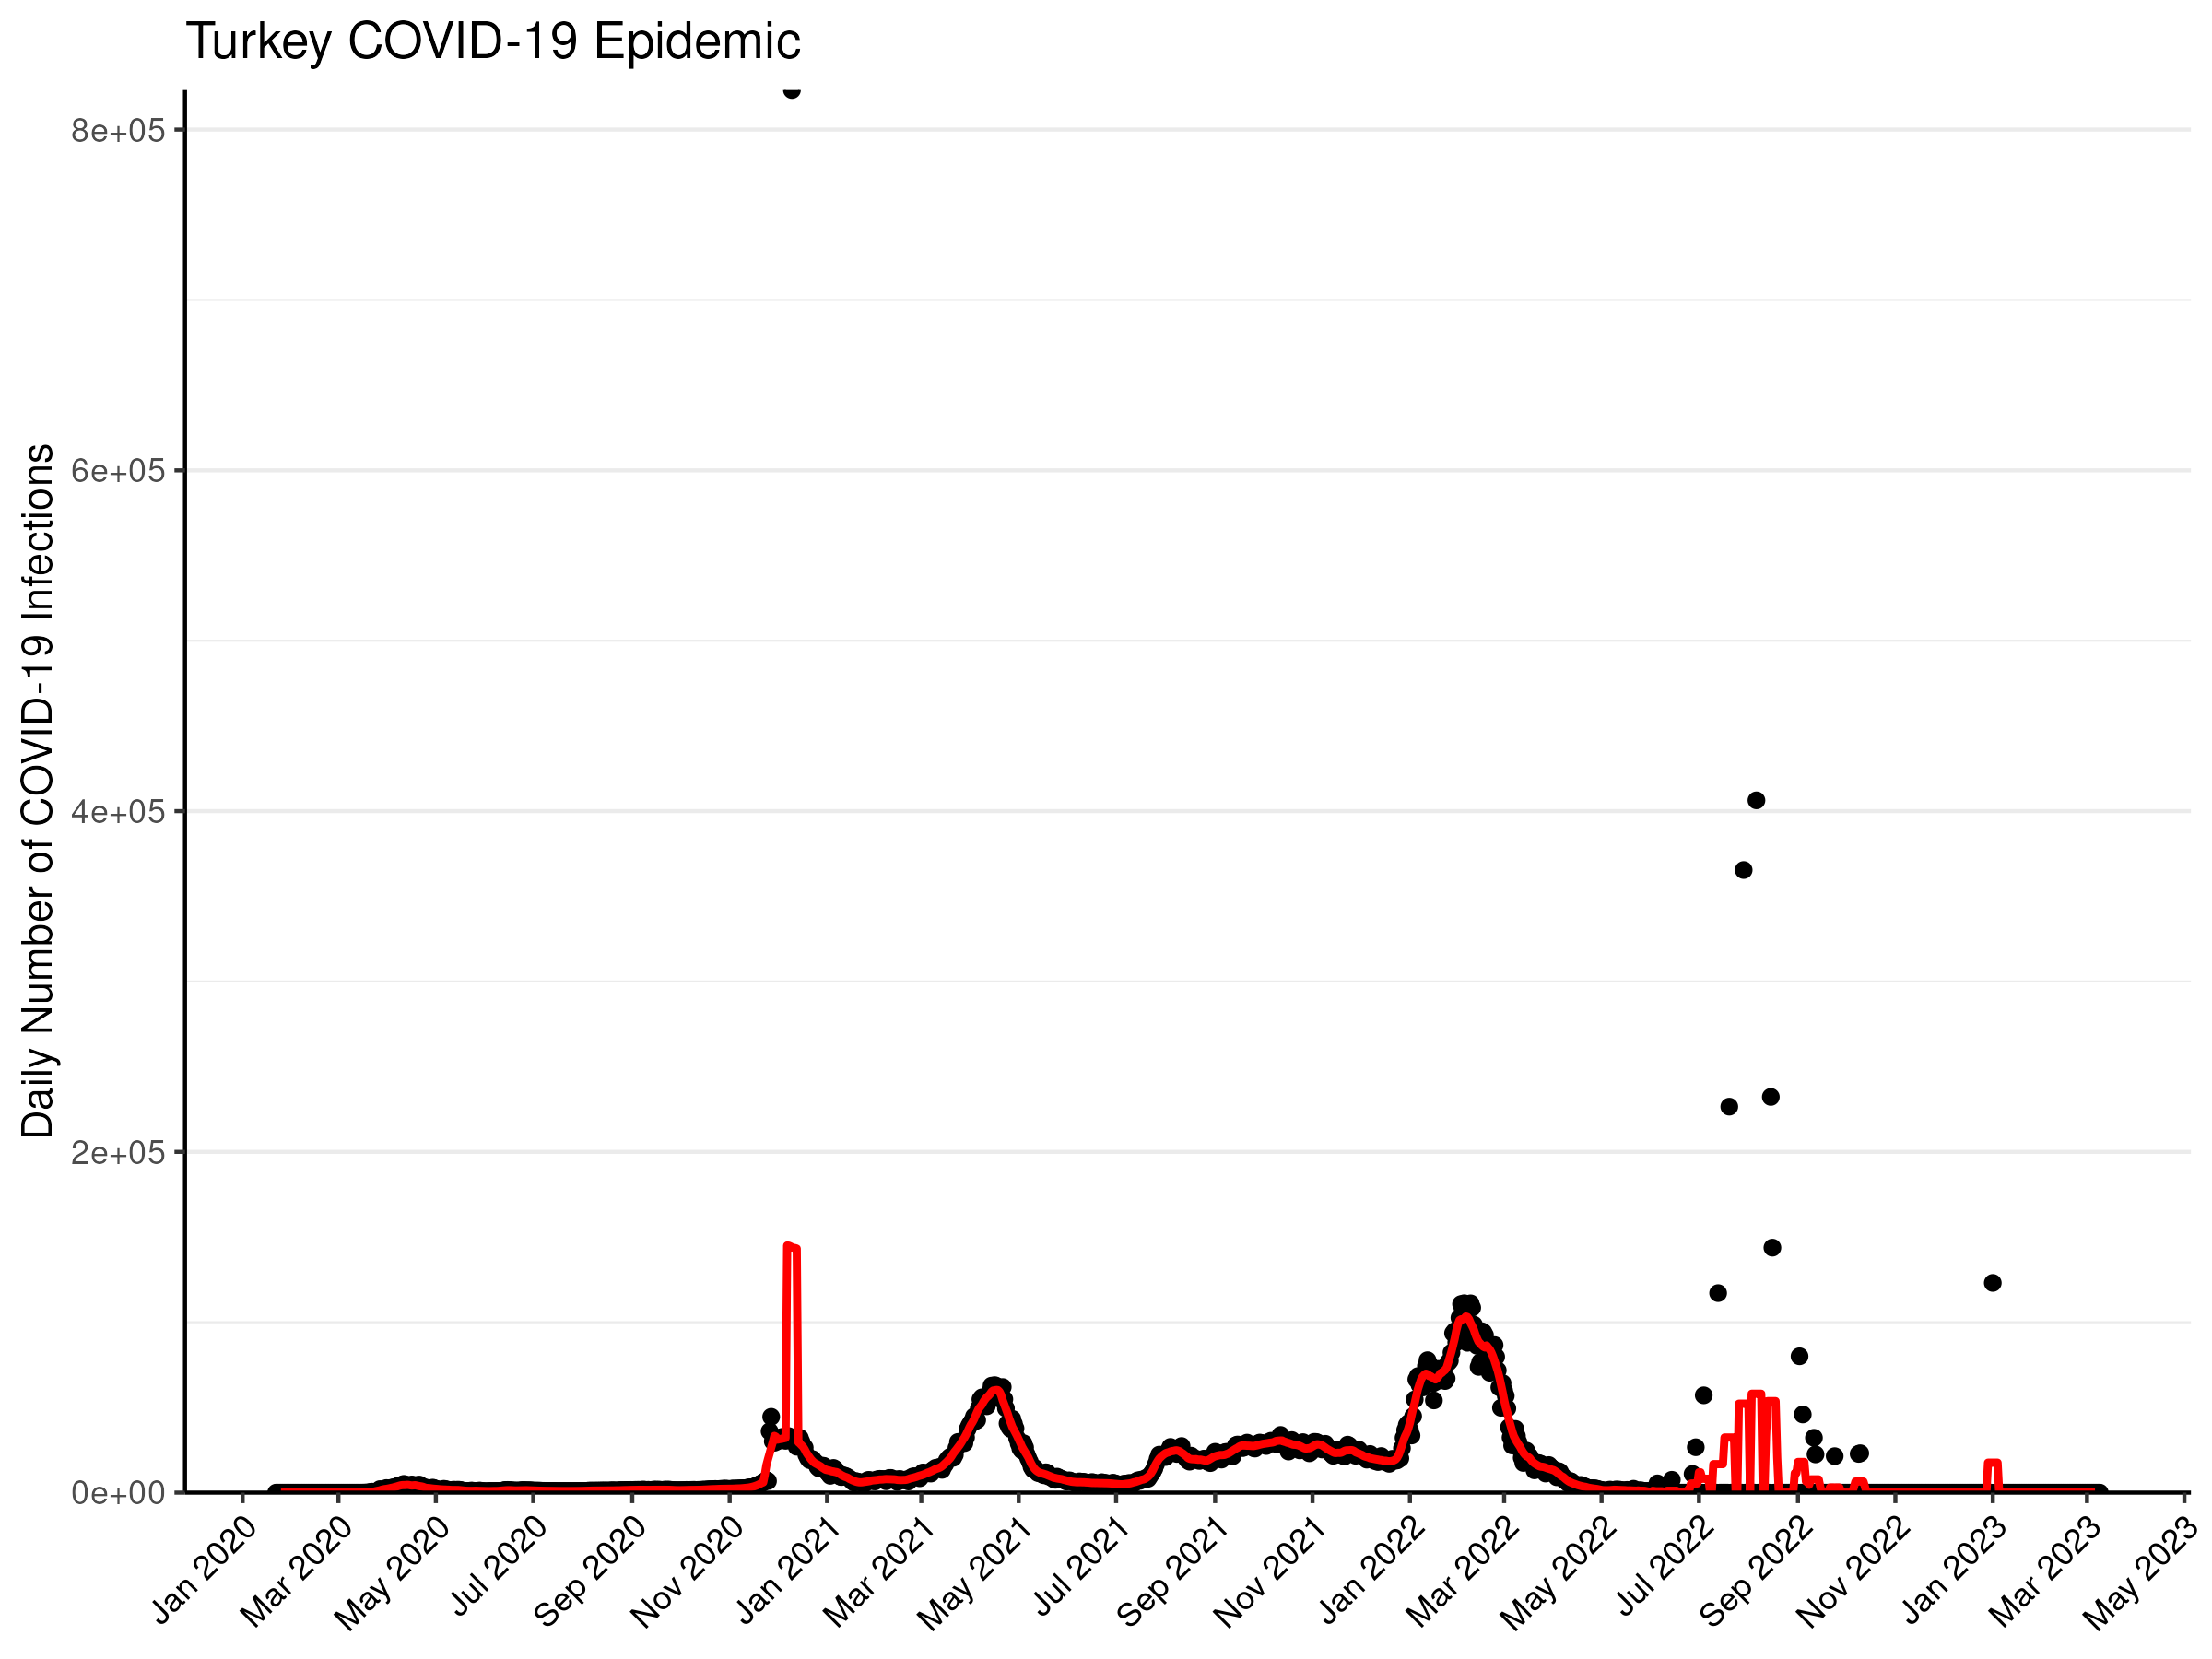 Turkey COVID-19 Epidemic
Daily Number of COVID-19 Infections
8e+05
6e+05
4e+05
2e+05
0e+00
Jan 2020
Mar 2020
May 2020
Jul 2020
Sep 2020
Nov 2020
Jan 2021
Mar 2021
May 2021
Jul 2021
Sep 2021
Nov 2021
Jan 2022
Mar 2022
May 2022
Jul 2022
Sep 2022
Nov 2022
Jan 2023
Mar 2023
May 2023